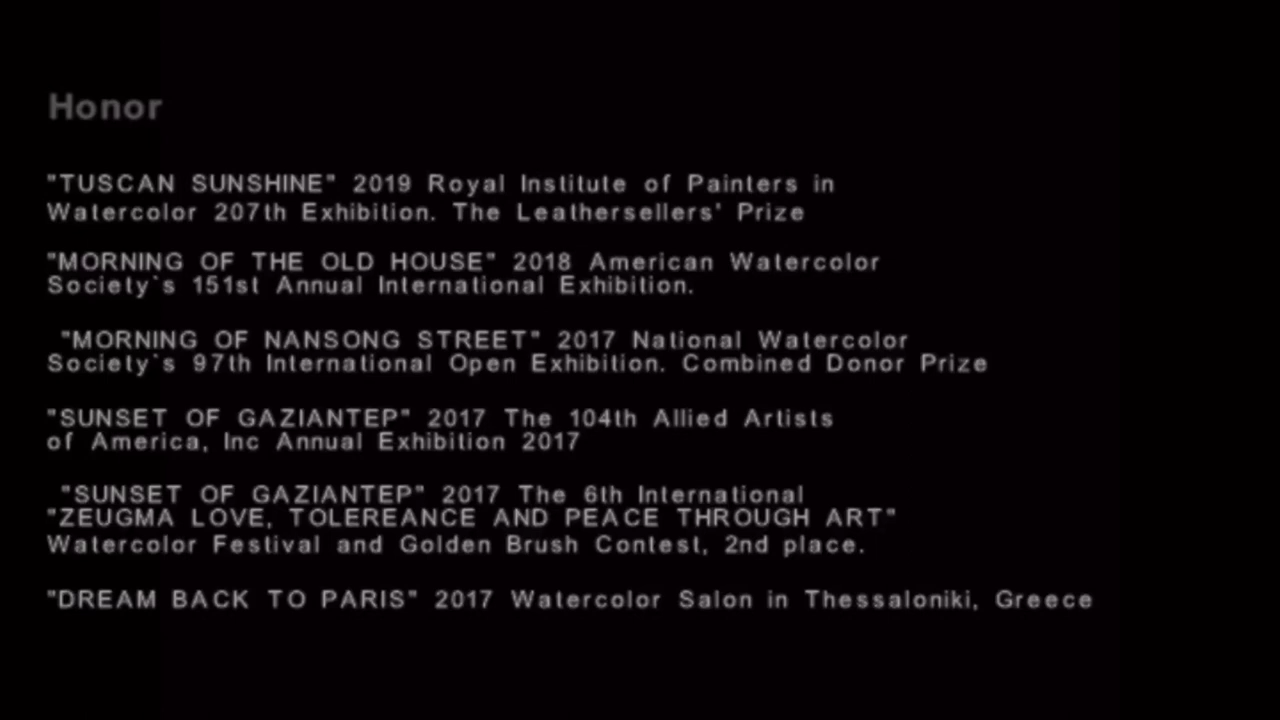 Honor
"TUSCAN SUNSHINE" 2019 Royal Institute of Painters in
Watercolor 207th Exhibition. The Leathersellers' Prize
"MORNING OF THE OLD HOUSE" 2018 American Watercolor
Society`s 151st Annual International Exhibition.
"MORNING OF NANSONG STREET" 2017 National Watercolor
Society`s 97th International Open Exhibition. Combined Donor Prize
"SUNSET OF GAZIANTEP" 2017 The 104th Allied Artists
of America, Inc Annual Exhibition 2017
"SUNSET OF GAZIANTEP" 2017 The 6th International
"ZEUGMA LOVE, TOLEREANCE AND PEACE THROUGH ART"
Watercolor Festival and Golden Brush Contest, 2nd place.
"DREAM BACK TO PARIS" 2017 Watercolor Salon in Thessaloniki, Greece